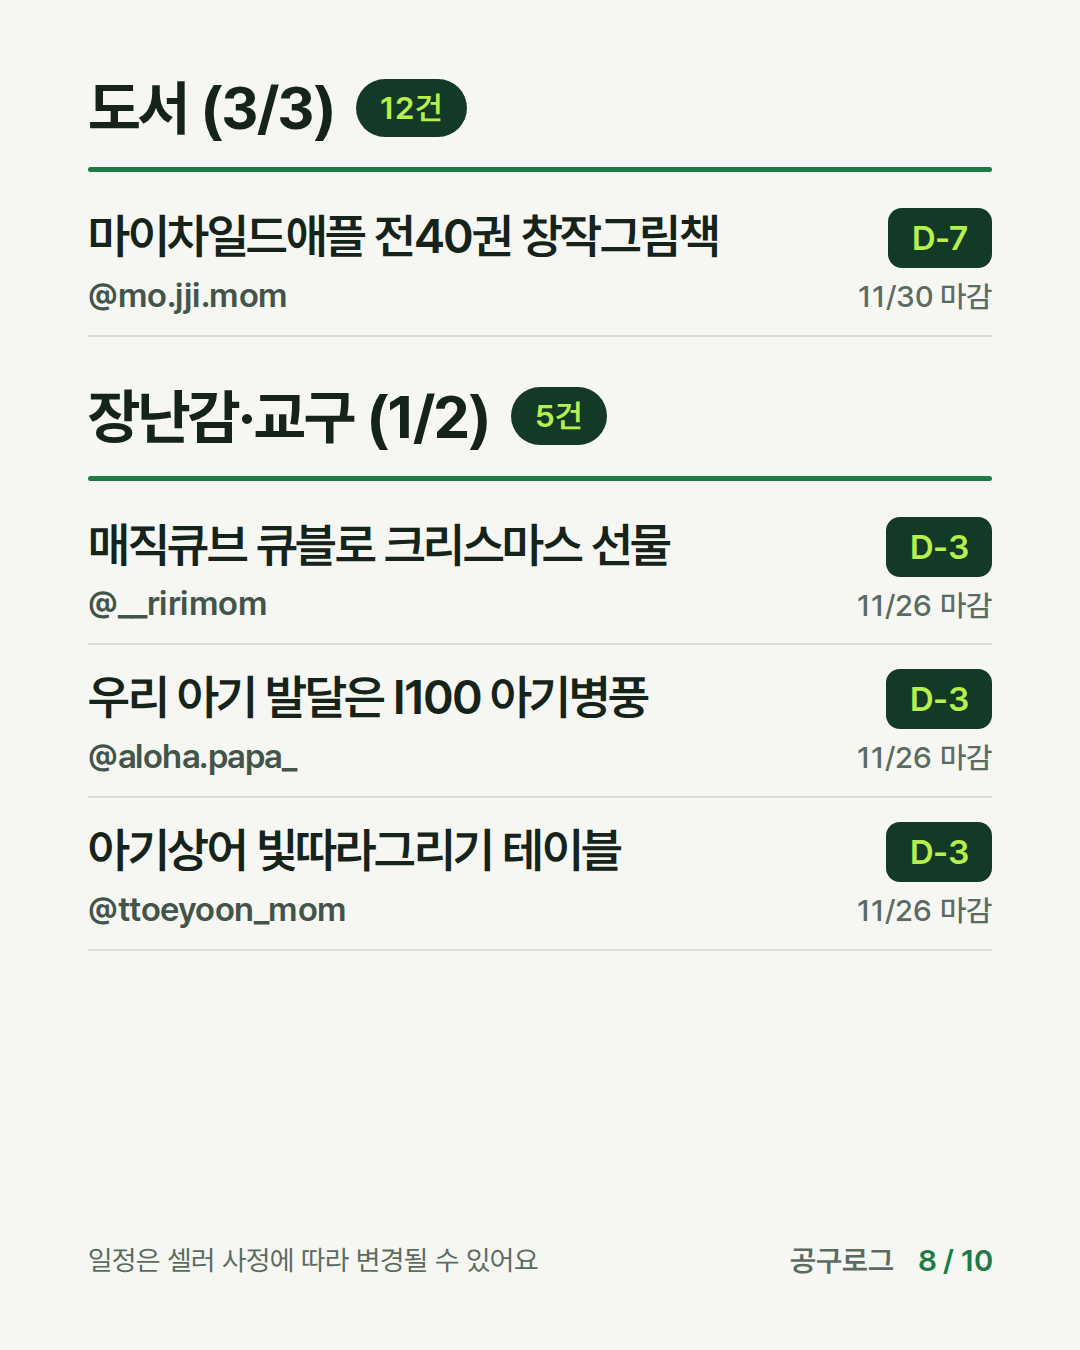 도서 (3/3) 12건
마이차일드애플 전40권 창작그림책 D-7
@mo.jji.mom 11/30 마감
장난감·교구 (1/2) 5건
매직큐브 큐블로 크리스마스 선물 D-3
@__ririmom 11/26 마감
우리 아기 발달은 I100 아기병풍 D-3
@aloha.papa_ 11/26 마감
아기상어 빛따라그리기 테이블 D-3
@ttoeyoon_mom 11/26 마감
일정은 셀러 사정에 따라 변경될 수 있어요 공구로그 8 / 10